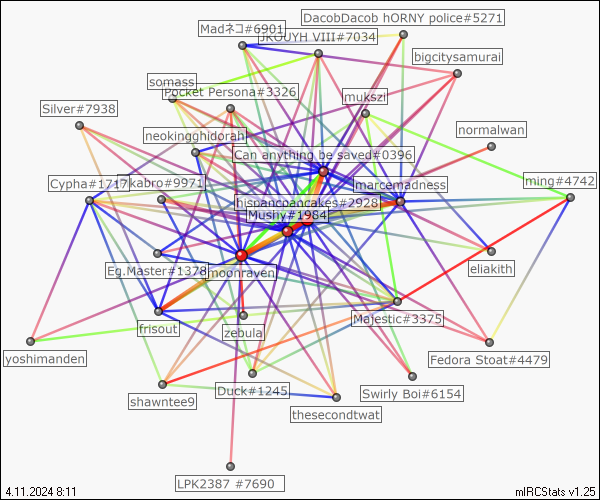 DacobDacob hORNY police#5271
Madネコ#6901
JKOUYH VIII#7034
bigcitysamurai
somass
Pocket Persona#3326
mukszi
Silver#7938
normalwan
neokingghidorah
Can anything be saved#0396
Cypha#1717
kabro#9971
marcemadness
ming#4742
hispancpancakes#2928
Mushy#1984
Eg.Master#1378
moonraven
eliakith
frisout
zebula
Majestic#3375
yoshimanden
Fedora Stoat#4479
shawntee9
Duck#1245
Swirly Boi#6154
thesecondtwat
LPK2387 #7690
4.11.2024 8:11
mIRCStats v1.25